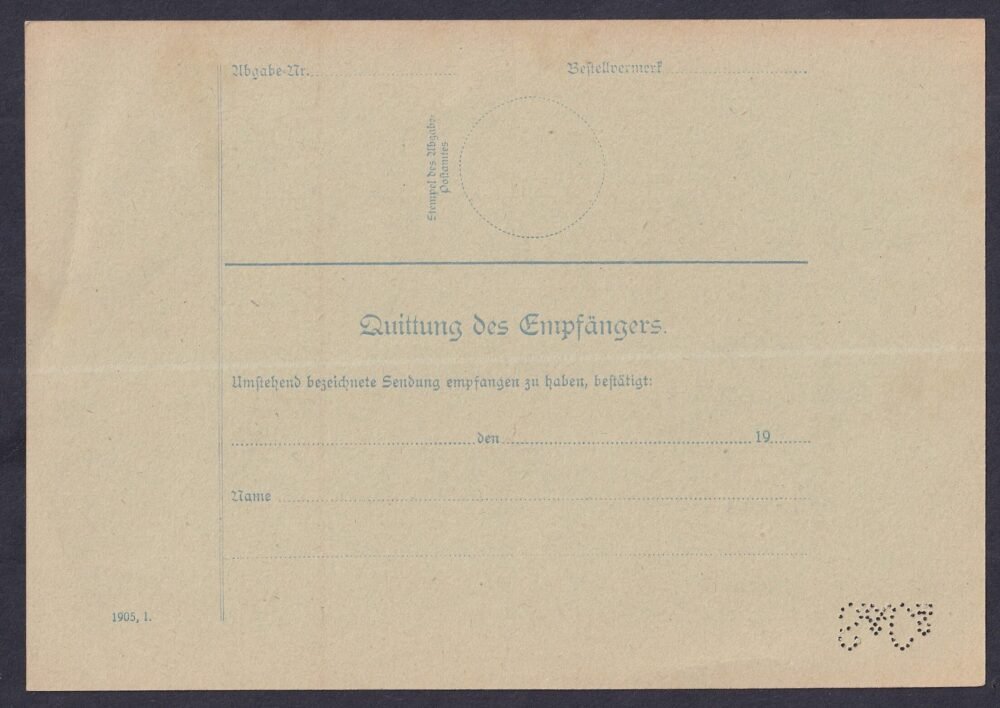 Abgabe-Nr.
Bestellvermerk
Stempel des Abgabe-
Postamtes
Quittung des Empfängers.
Umstehend bezeichnete Sendung empfangen zu haben, bestätigt:
den 19
Name
1905, I.